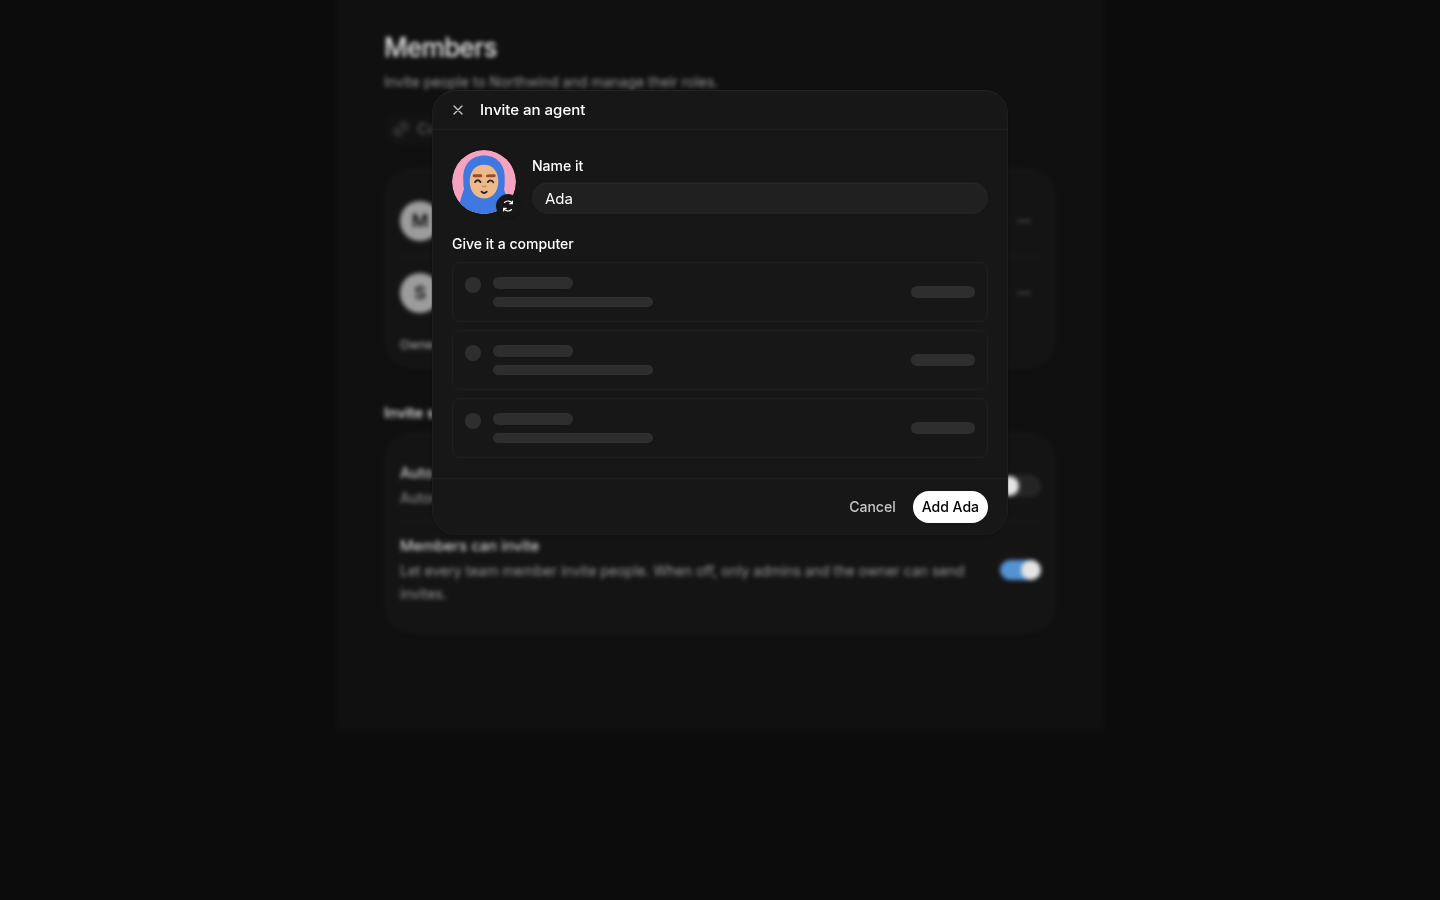 Members
Invite people to Northwind and manage their roles.
Invite an agent
Name it
Ada
M
Give it a computer
S
Cancel
Add Ada
Members can invite
Let every team member invite people. When off, only admins and the owner can send
invites.